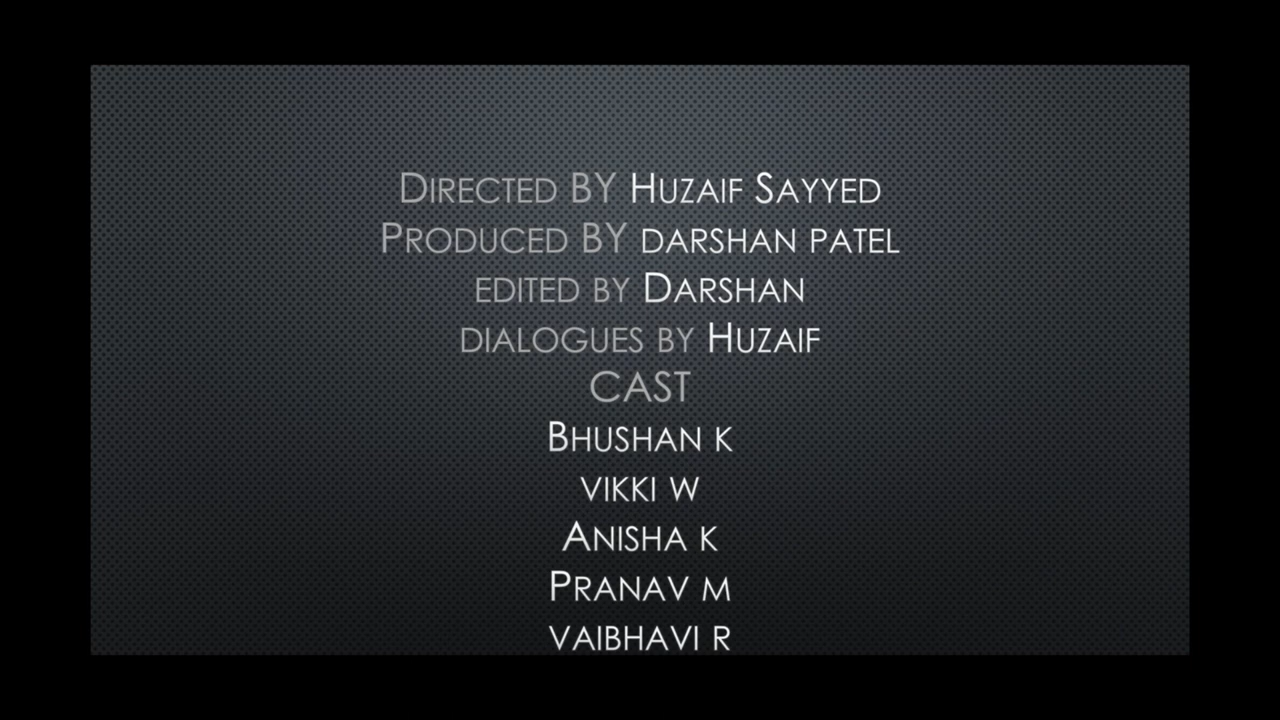 Directed BY Huzaif Sayyed
Produced BY darshan patel
edited by Darshan
dialogues by Huzaif
CAST
Bhushan k
vikki w
Anisha k
Pranav m
vaibhavi r